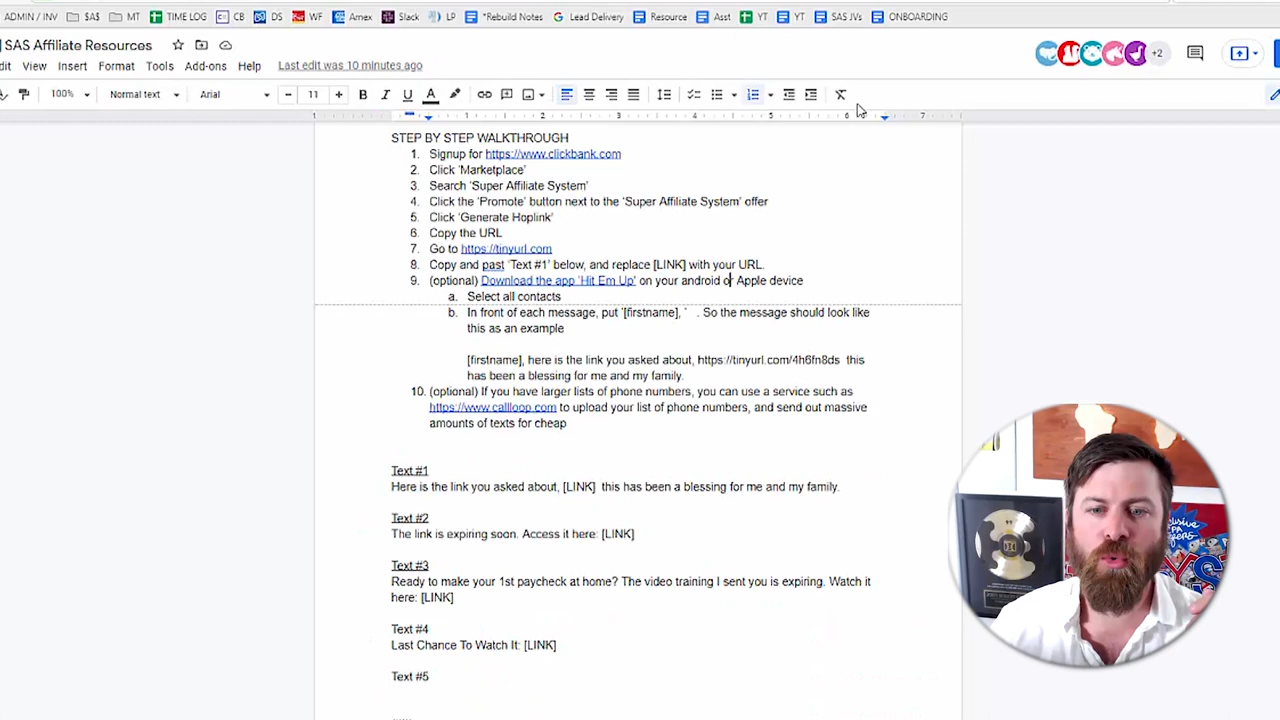 ADMIN / INV SAS MT TIME LOG CB DS WF Amex Slack LP *Rebuild Notes Lead Delivery Resource Asst YT YT SAS JVs ONBOARDING
SAS Affiliate Resources
+2
dit View Insert Format Tools Add-ons Help Last edit was 10 minutes ago
100% Normal text Arial 11
1 1 2 3 4 5 6 7
STEP BY STEP WALKTHROUGH
1. Signup for https://www.clickbank.com
2. Click 'Marketplace'
3. Search 'Super Affiliate System'
4. Click the 'Promote' button next to the 'Super Affiliate System' offer
5. Click 'Generate Hoplink'
6. Copy the URL
7. Go to https://tinyurl.com
8. Copy and past 'Text #1' below, and replace [LINK] with your URL.
9. (optional) Download the app 'Hit Em Up' on your android or Apple device
a. Select all contacts
b. In front of each message, put '[firstname], ' . So the message should look like
this as an example
[firstname], here is the link you asked about, https://tinyurl.com/4h6fn8ds this
has been a blessing for me and my family.
10. (optional) If you have larger lists of phone numbers, you can use a service such as
https://www.callloop.com to upload your list of phone numbers, and send out massive
amounts of texts for cheap
Text #1
Here is the link you asked about, [LINK] this has been a blessing for me and my family.
Text #2
The link is expiring soon. Access it here: [LINK]
Text #3
Ready to make your 1st paycheck at home? The video training I sent you is expiring. Watch it
here: [LINK]
Text #4
Last Chance To Watch It: [LINK]
Text #5